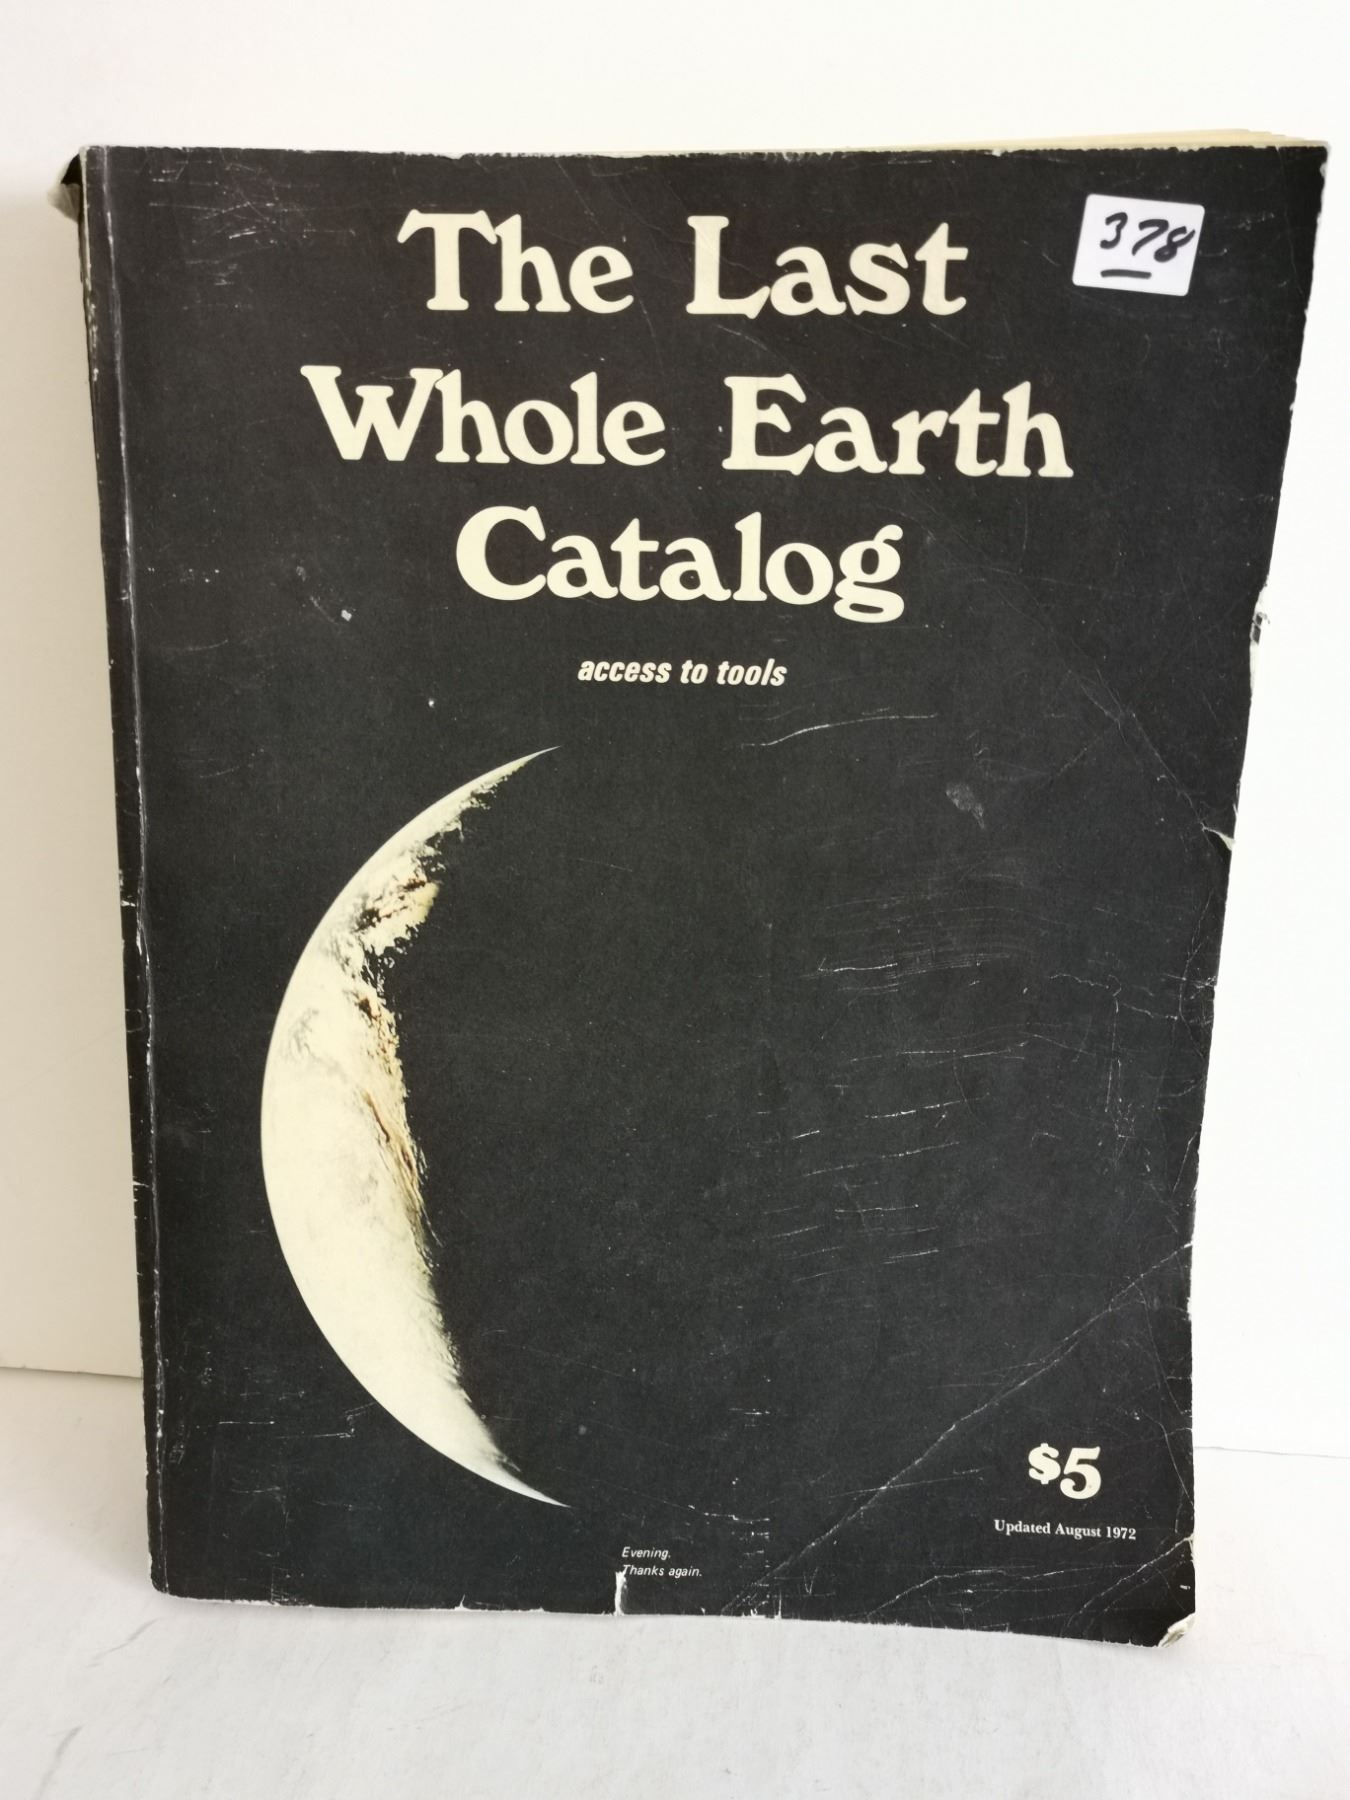 378
The Last
Whole Earth
Catalog
access to tools
$5
Updated August 1972
Evening.
Thanks again.